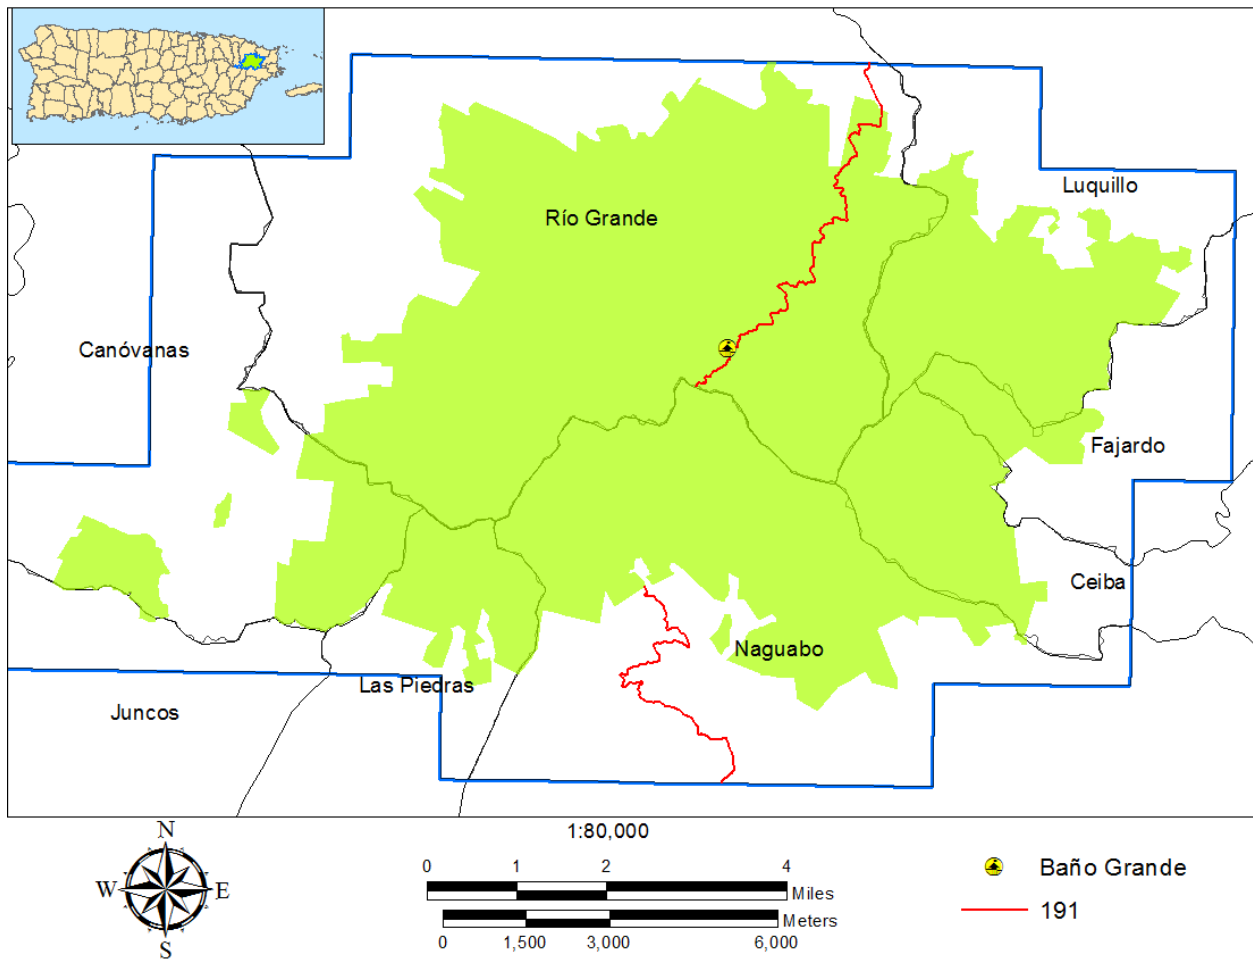 Luquillo
Río Grande
Canóvanas
Fajardo
Ceiba
Naguabo
Las Piedras
Juncos
1:80,000
N
W E
S
0 1 2 4
Miles
Meters
0 1,500 3,000 6,000
Baño Grande
191